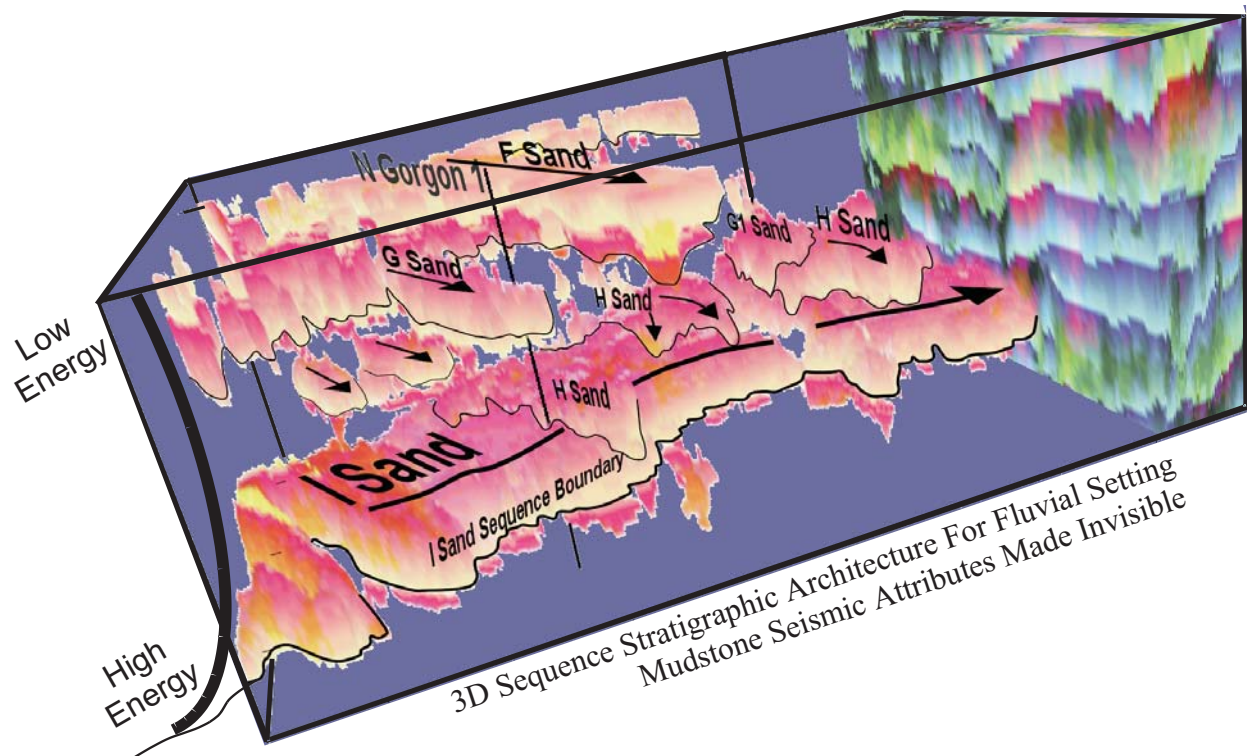 N Gorgon 1
F Sand
G1 Sand
H Sand
G Sand
H Sand
H Sand
I Sand
I Sand Sequence Boundary
Low
Energy
High
Energy
3D Sequence Stratigraphic Architecture For Fluvial Setting
Mudstone Seismic Attributes Made Invisible